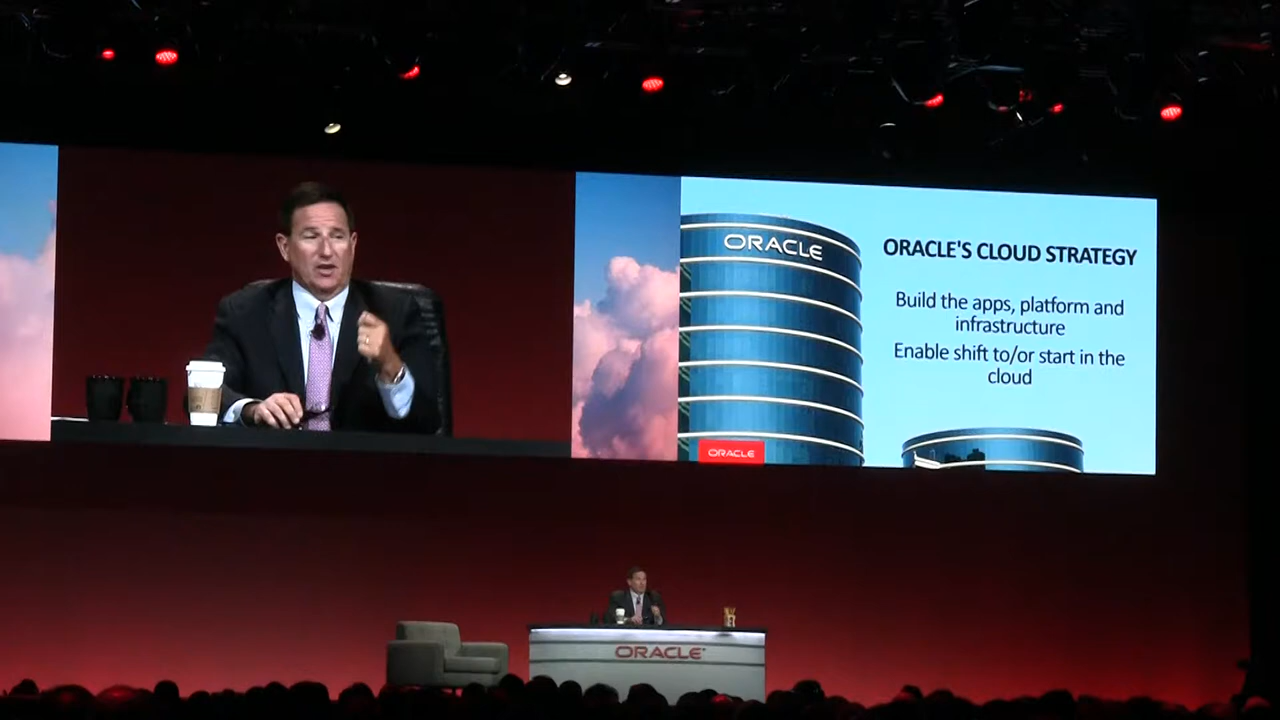 ORACLE
ORACLE'S CLOUD STRATEGY
Build the apps, platform and
infrastructure
Enable shift to/or start in the
cloud
ORACLE
ORACLE